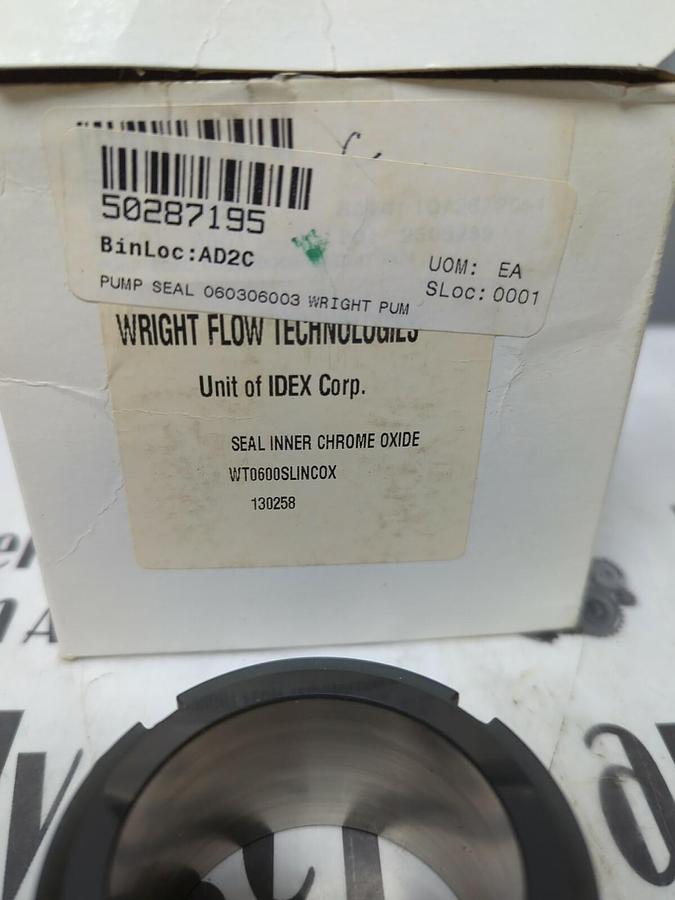 50287195
BinLoc:AD2C
UOM: EA
PUMP SEAL 060306003 WRIGHT PUM
SLoc: 0001
WRIGHT FLOW TECHNOLOGIES
Unit of IDEX Corp.
SEAL INNER CHROME OXIDE
WT0600SLINCOX
130258